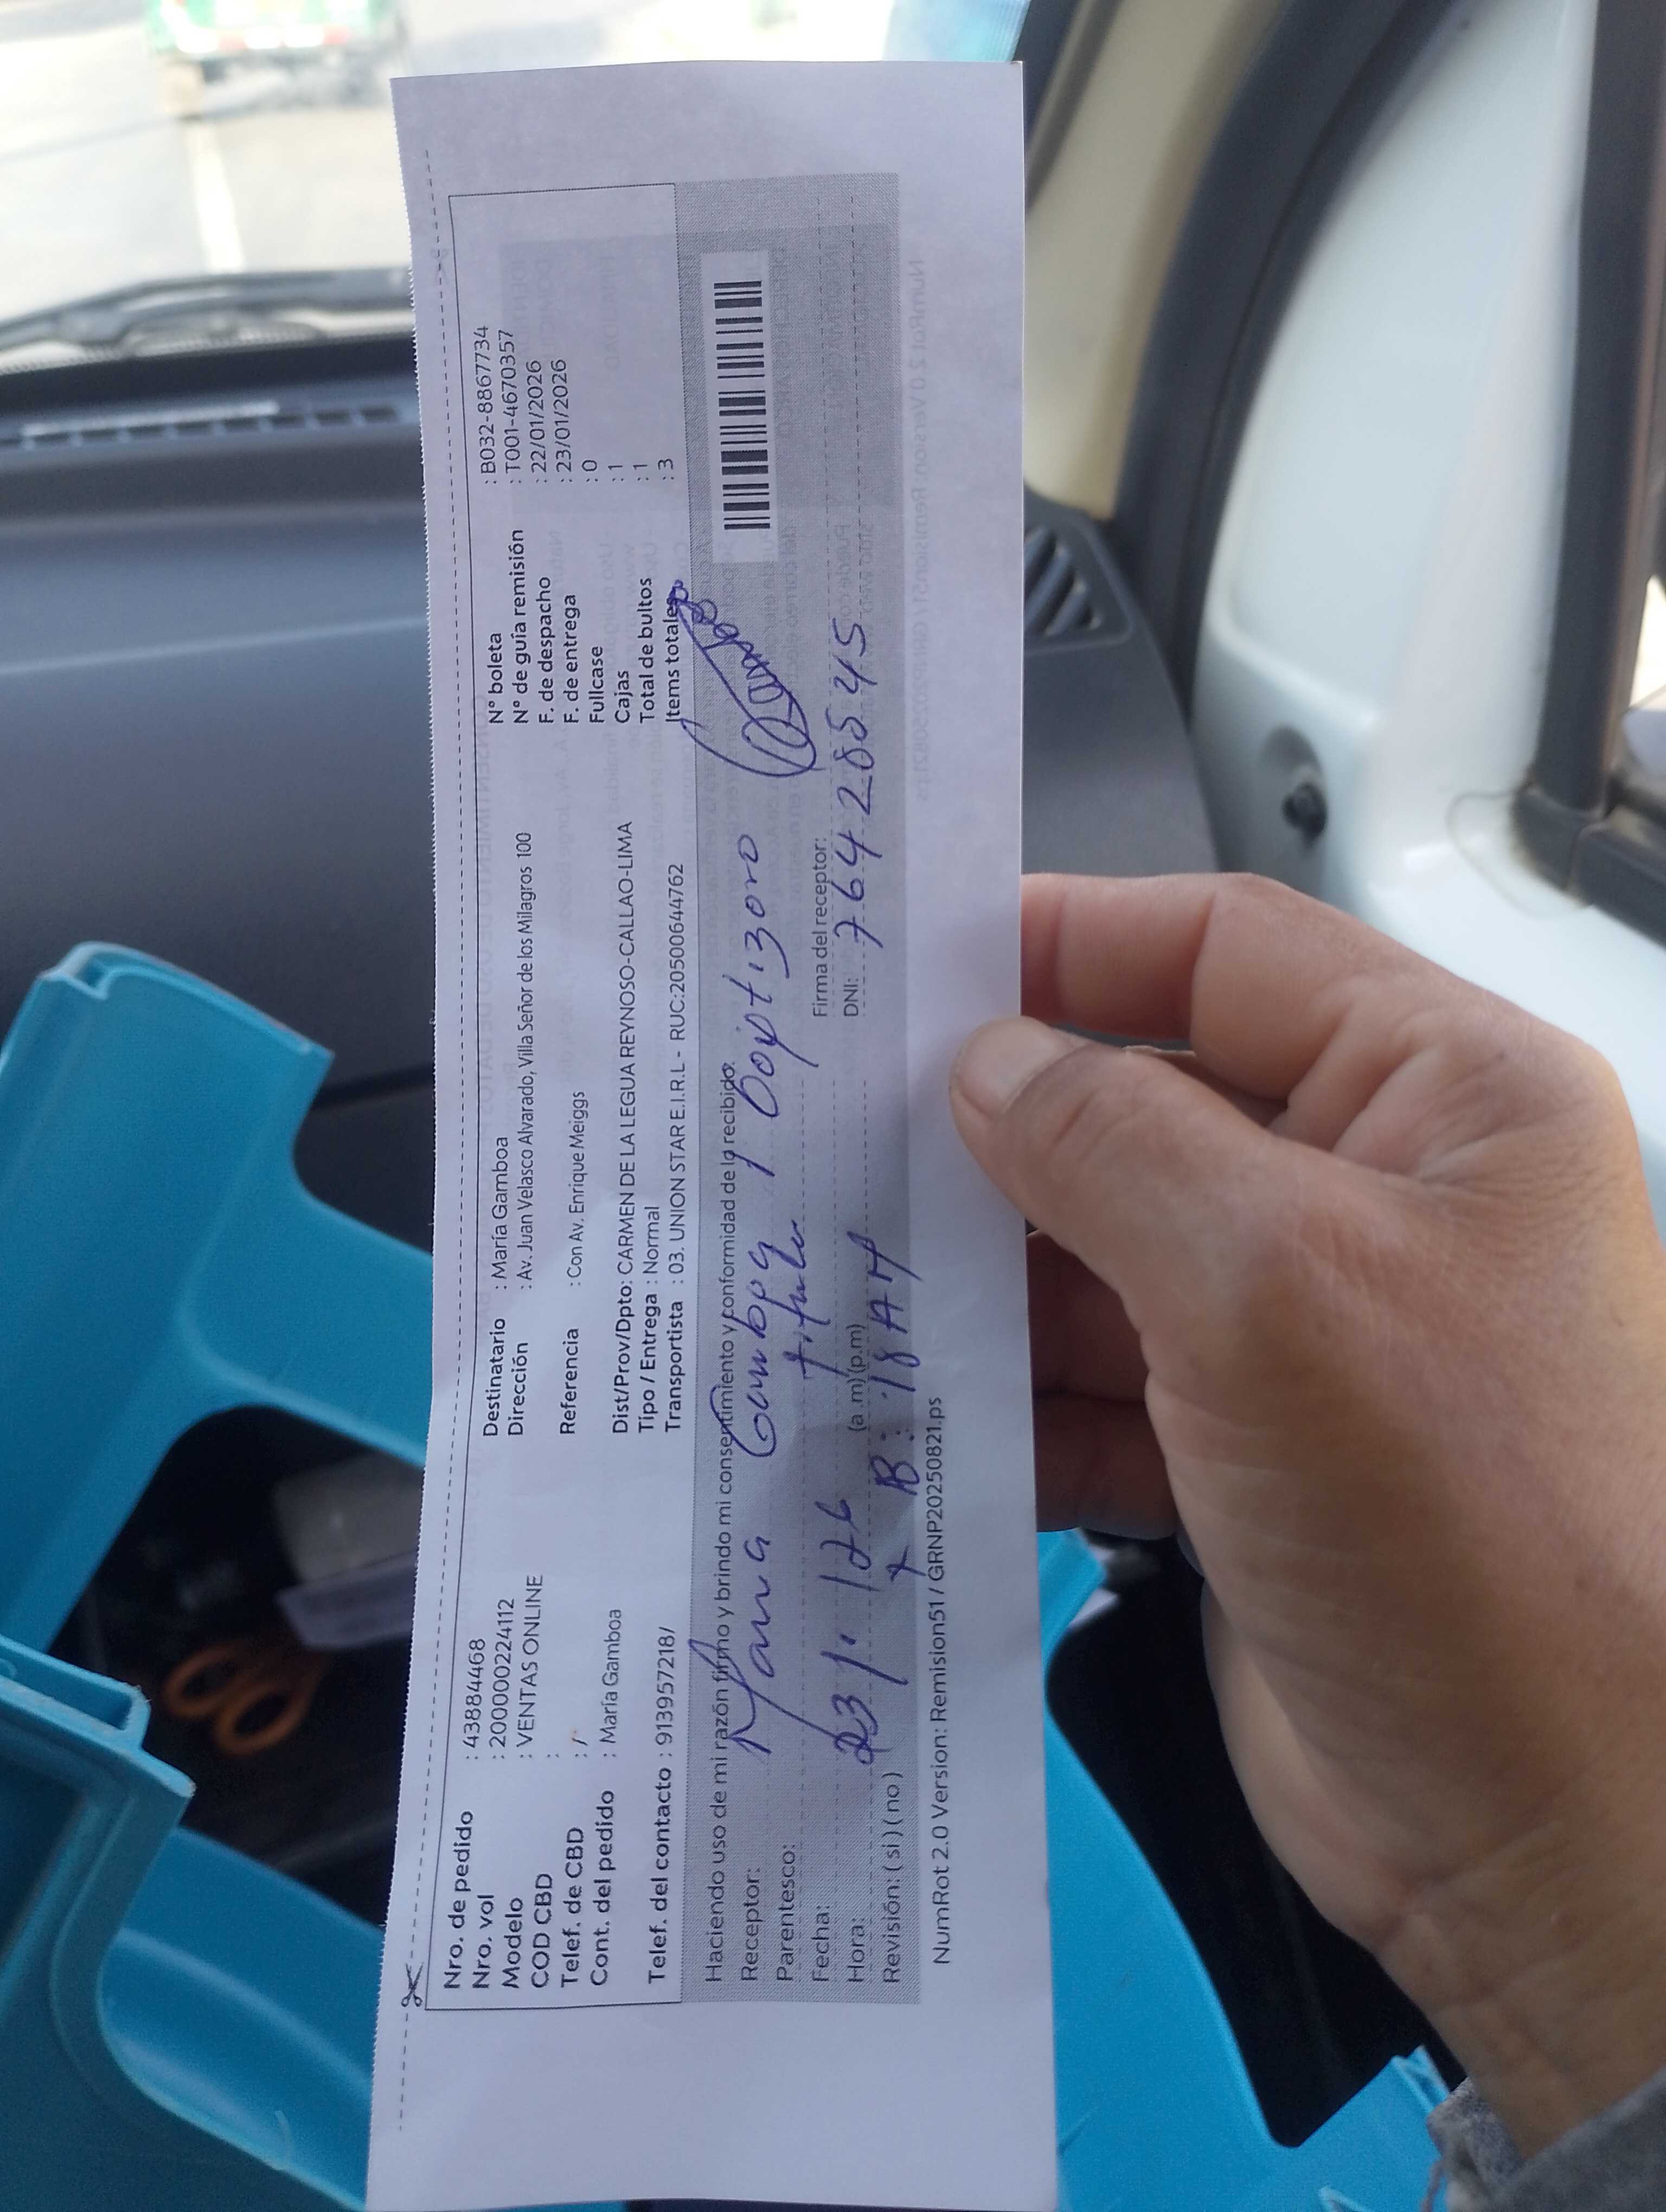 Nro. de pedido : 43884468
Nro. vol : 2000000224112
Modelo : VENTAS ONLINE
COD CBD :
Telef. de CBD : /
Cont. del pedido : María Gamboa
Telef. del contacto : 913957218/
Destinatario : María Gamboa
Dirección : Av. Juan Velasco Alvarado, Villa Señor de los Milagros 100
Referencia : Con Av. Enrique Meiggs
Dist/Prov/Dpto: CARMEN DE LA LEGUA REYNOSO-CALLAO-LIMA
Tipo / Entrega : Normal
Transportista : 03. UNION STAR E.I.R.L - RUC:20500644762
N° boleta : B032-8867734
N° de guía remisión : T001-4670357
F. de despacho : 22/01/2026
F. de entrega : 23/01/2026
Fullcase : 0
Cajas : 1
Total de bultos : 1
Items totales : 3
Haciendo uso de mi razón firmo y brindo mi consentimiento y conformidad de lo recibido.
Receptor: Maria Gamboa
Parentesco: titular
Fecha: 23/1/26
Firma del receptor:
Hora: (a .m)(p.m) :18 AM
DNI: 76428545
Revisión: ( si ) ( no )
NumRot 2.0 Version: Remision51 / GRNP20250821.ps